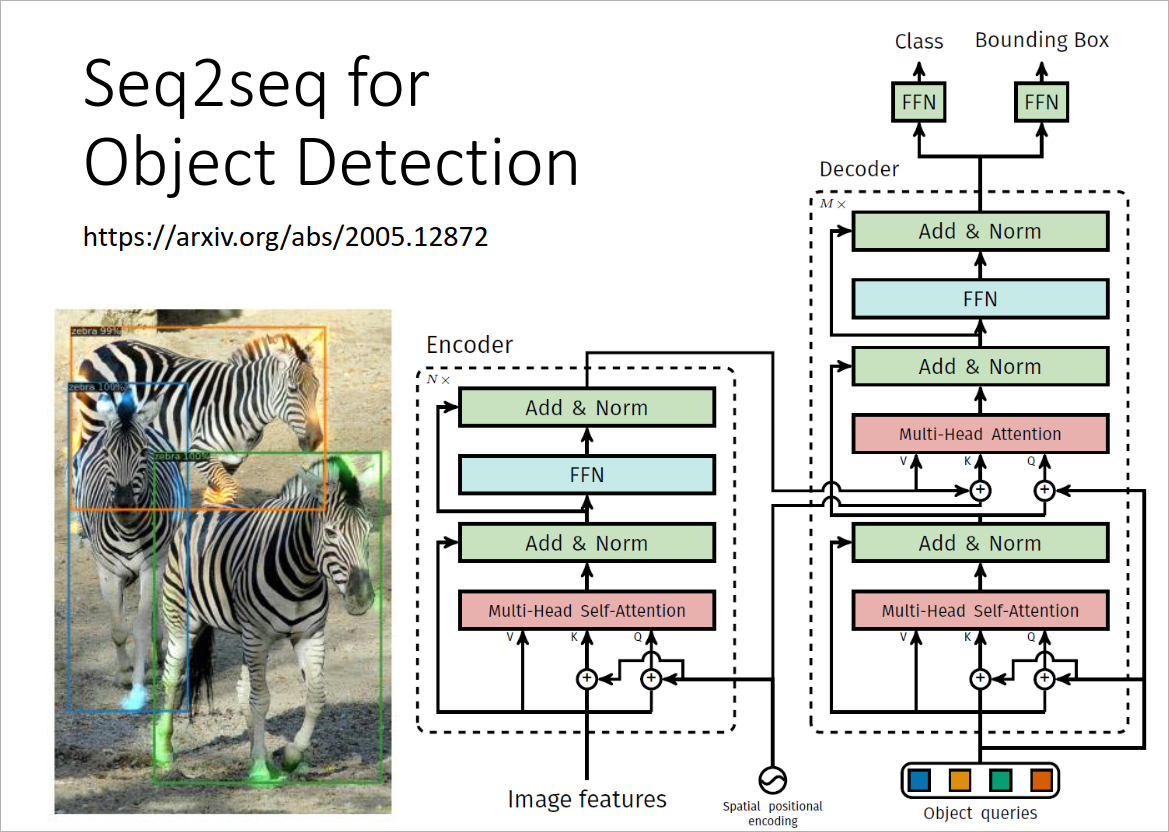 Seq2seq for
Object Detection
https://arxiv.org/abs/2005.12872
zebra 99%
zebra 100%
zebra 100%
Encoder
N×
Add & Norm
FFN
Add & Norm
Multi-Head Self-Attention
V K Q
Image features
Spatial positional
encoding
Class Bounding Box
FFN FFN
Decoder
M×
Add & Norm
FFN
Add & Norm
Multi-Head Attention
V K Q
Add & Norm
Multi-Head Self-Attention
V K Q
Object queries